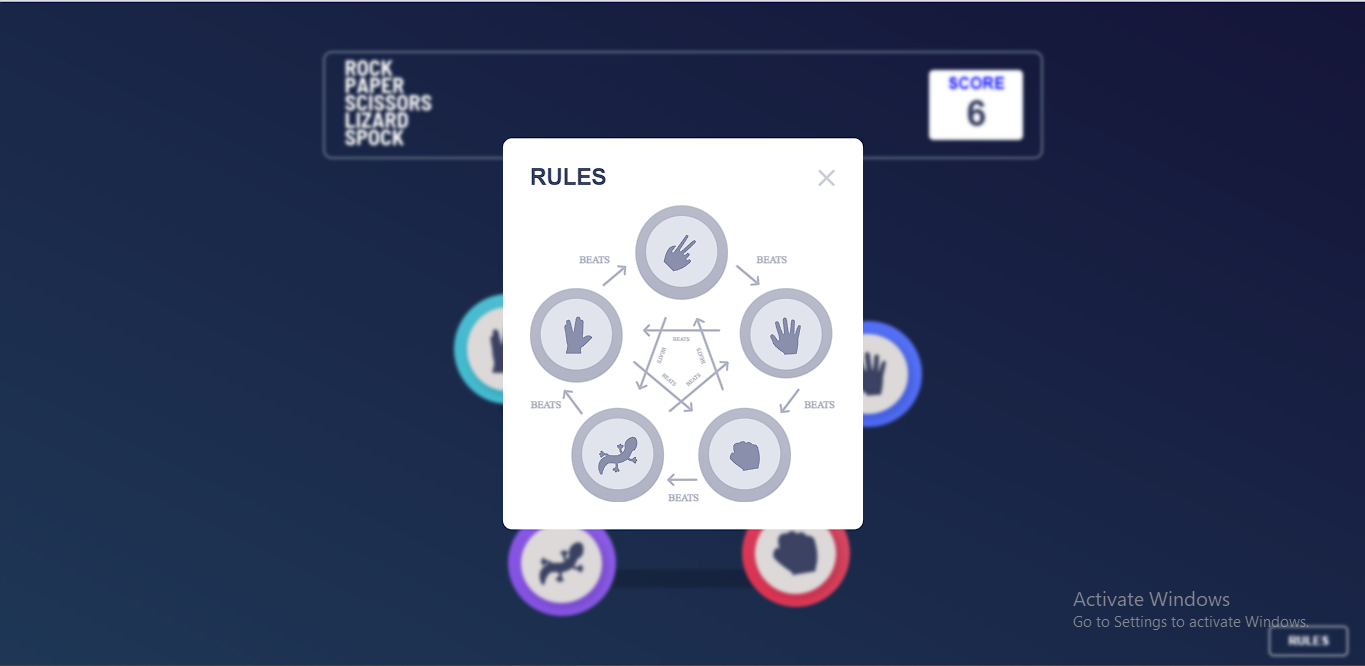 ROCK
PAPER
SCISSORS
LIZARD
SPOCK
SCORE
6
RULES
BEATS
BEATS
BEATS
BEATS
BEATS
BEATS
BEATS
BEATS
BEATS
BEATS
Activate Windows
Go to Settings to activate Windows.
RULES